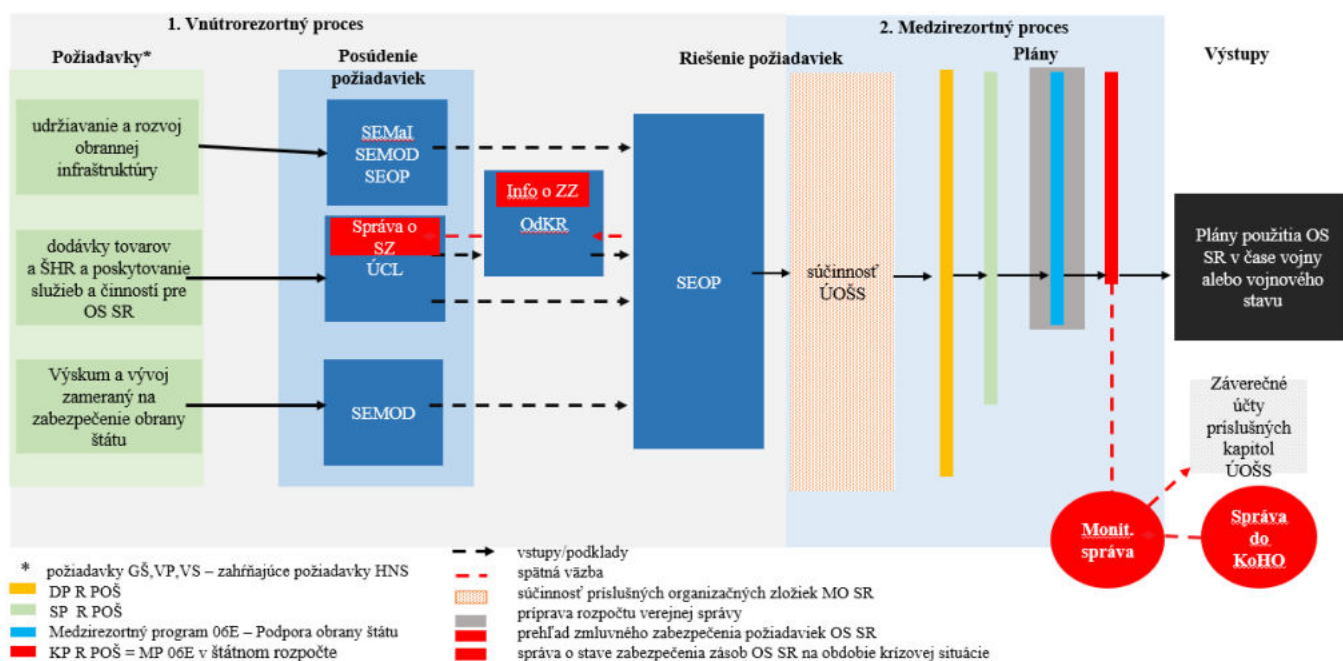 1. Vnútrorezortný proces
2. Medzirezortný proces
Požiadavky*
Posúdenie
požiadaviek
Riešenie požiadaviek
Plány
Výstupy
udržiavanie a rozvoj
obrannej
infraštruktúry
SEMaI
SEMOD
SEOP
Info o ZZ
OdKR
dodávky tovarov
a ŠHR a poskytovanie
služieb a činností pre
OS SR
Správa o
SZ
ÚCL
SEOP
súčinnosť
ÚOŠS
Plány použitia OS
SR v čase vojny
alebo vojnového
stavu
Výskum a vývoj
zameraný na
zabezpečenie obrany
štátu
SEMOD
Záverečné
účty
príslušných
kapitol
ÚOŠS
Monit.
správa
Správa
do
KoHO
* požiadavky GŠ,VP,VS – zahŕňajúce požiadavky HNS
DP R POŠ
SP R POŠ
Medzirezortný program 06E – Podpora obrany štátu
KP R POŠ = MP 06E v štátnom rozpočte
vstupy/podklady
spätná väzba
súčinnosť príslušných organizačných zložiek MO SR
príprava rozpočtu verejnej správy
prehľad zmluvného zabezpečenia požiadaviek OS SR
správa o stave zabezpečenia zásob OS SR na obdobie krízovej situácie